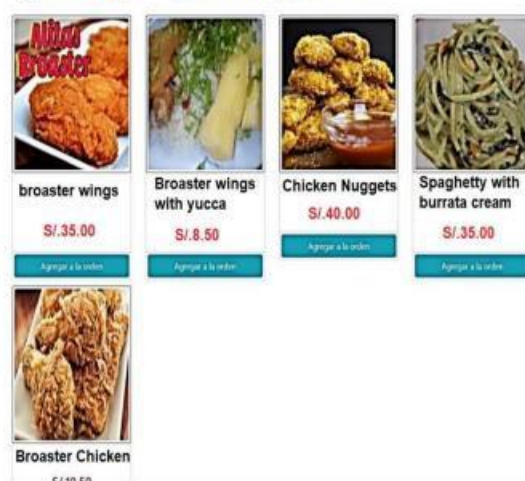 Alitas
Broaster
broaster wings
S/.35.00
Agregar a la orden
Broaster wings
with yucca
S/.8.50
Agregar a la orden
Chicken Nuggets
S/.40.00
Agregar a la orden
Spaghetty with
burrata cream
S/.35.00
Agregar a la orden
Broaster Chicken